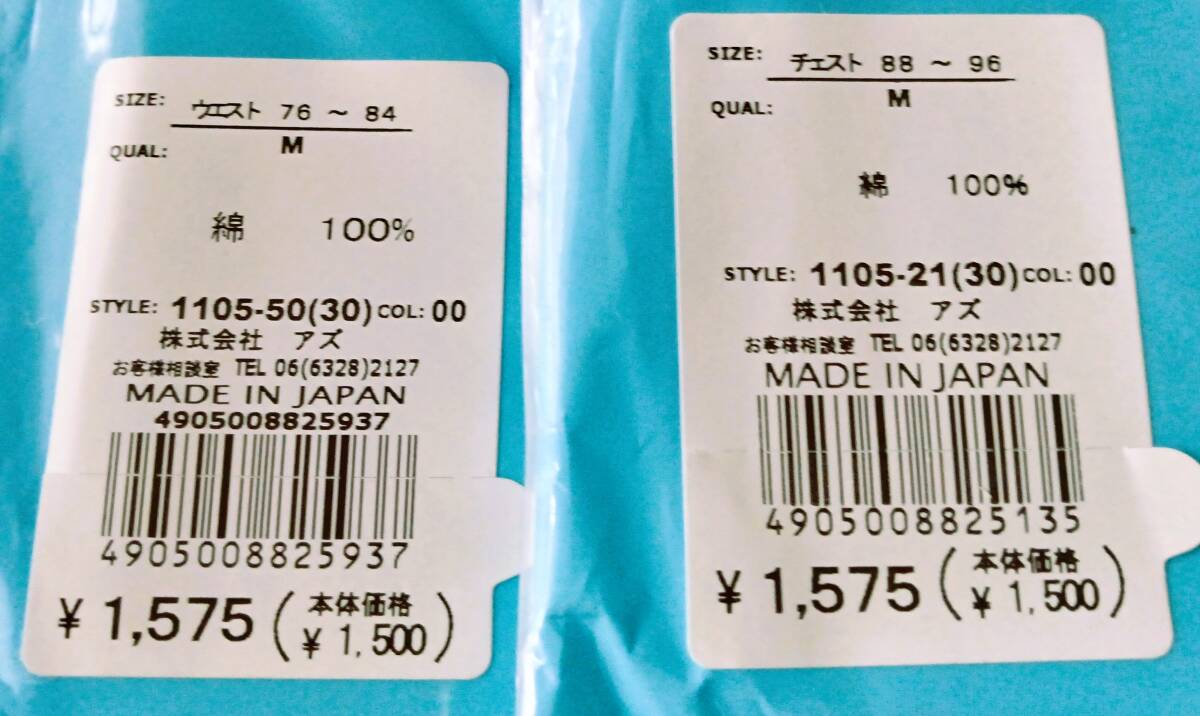 SIZE: ウエスト 76 ~ 84
M
QUAL:
綿 100%
STYLE: 1105-50(30) COL: 00
株式会社 アズ
お客様相談室 TEL 06(6328)2127
MADE IN JAPAN
4905008825937
4905008825937
¥ 1,575 (本体価格
¥ 1,500)
SIZE: チェスト 88 ~ 96
M
QUAL:
綿 100%
STYLE: 1105-21(30) COL: 00
株式会社 アズ
お客様相談室 TEL 06(6328)2127
MADE IN JAPAN
4905008825135
¥ 1,575 (本体価格
¥ 1,500)